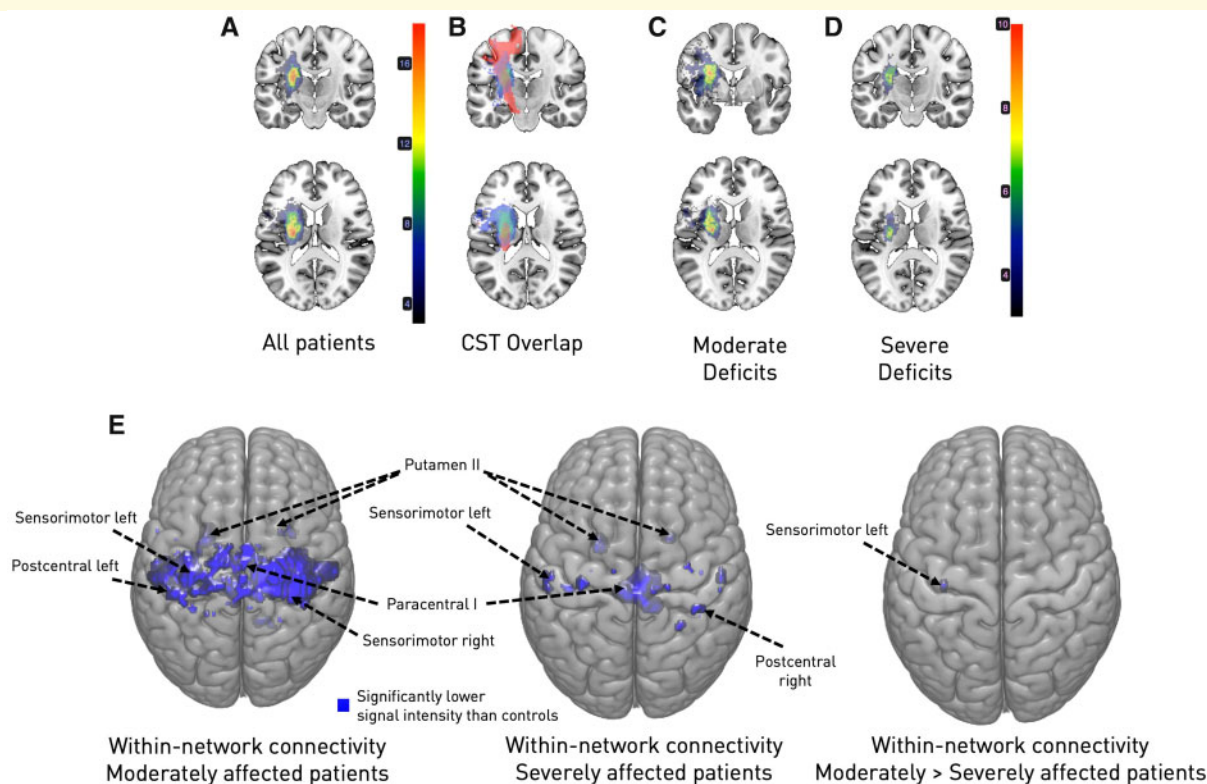 A
B
C
D
16
12
8
4
10
8
6
4
All patients
CST Overlap
Moderate
Deficits
Severe
Deficits
E
Putamen II
Sensorimotor left
Postcentral left
Sensorimotor left
Paracentral I
Sensorimotor right
Sensorimotor left
Postcentral
right
Significantly lower
signal intensity than controls
Within-network connectivity
Moderately affected patients
Within-network connectivity
Severely affected patients
Within-network connectivity
Moderately > Severely affected patients